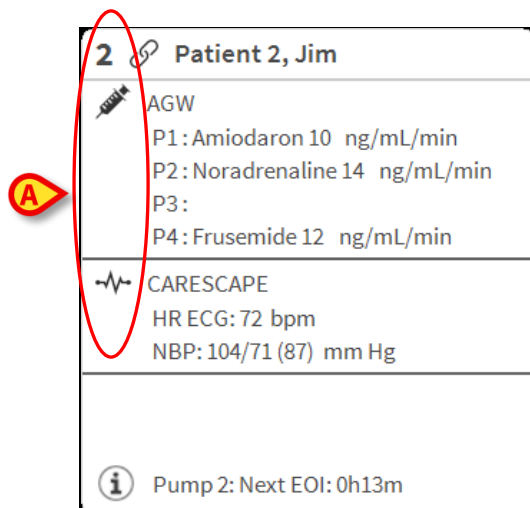 2 Patient 2, Jim
AGW
P1: Amiodaron 10 ng/mL/min
P2: Noradrenaline 14 ng/mL/min
A
P3:
P4: Frusemide 12 ng/mL/min
CARESCAPE
HR ECG: 72 bpm
NBP: 104/71 (87) mm Hg
i Pump 2: Next EOI: 0h13m